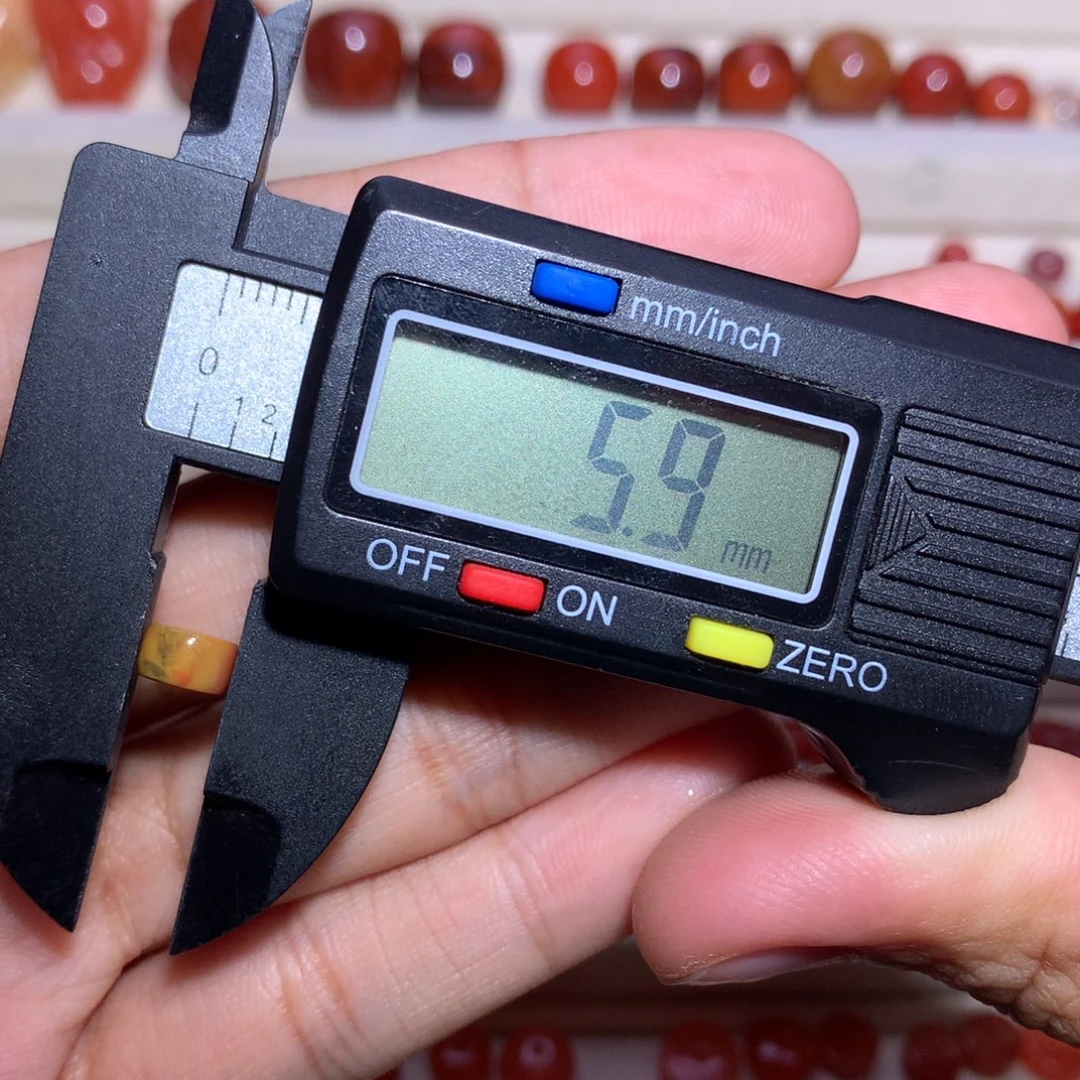 mm/inch
0
1 2
5.9 mm
OFF ON
ZERO